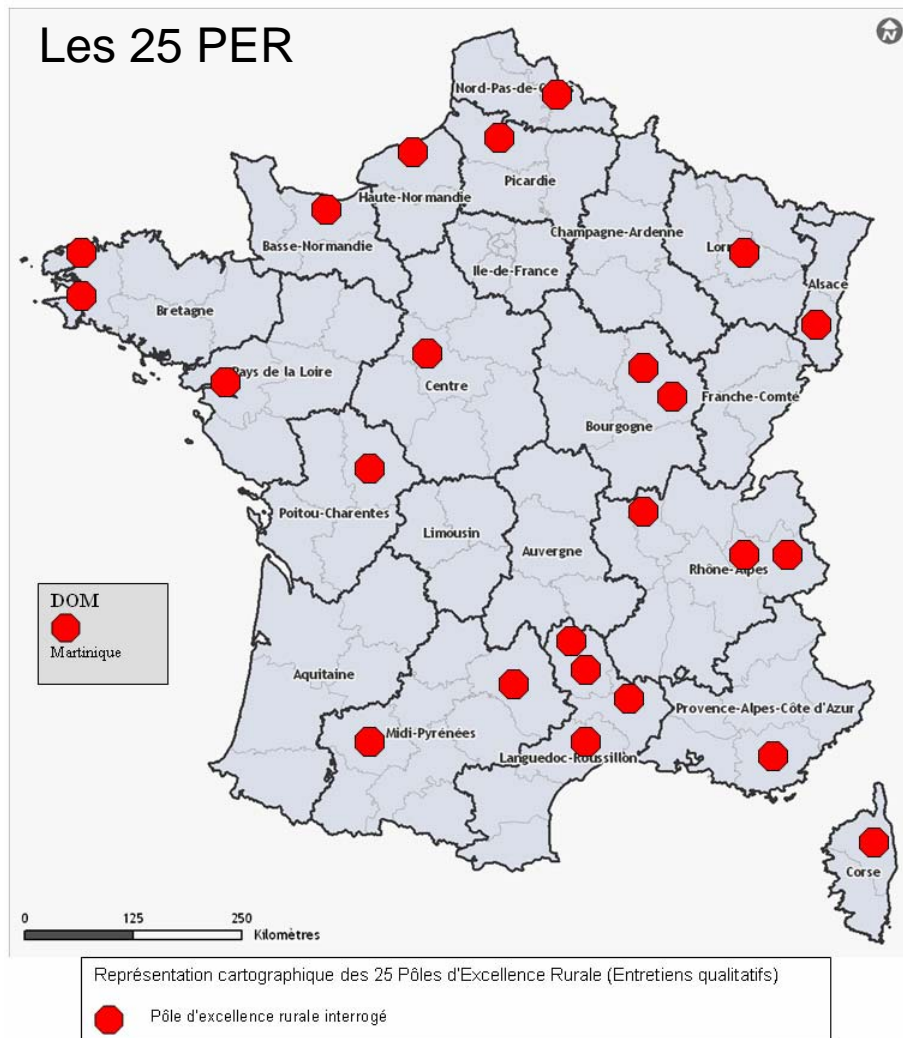 Les 25 PER
N
Nord-Pas-de-
Picardie
Haute-Normandie
Basse-Normandie
Champagne-Ardenne
Ile-de-France
Alsace
Bretagne
Pays de la Loire
Centre
Franche-Comté
Bourgogne
Poitou-Charentes
Limousin
Auvergne
Rhône-Alpes
DOM
Martinique
Aquitaine
Provence-Alpes-Côte d'Azur
Midi-Pyrénées
Languedoc-Roussillon
Corse
0 125 250
Kilomètres
Représentation cartographique des 25 Pôles d'Excellence Rurale (Entretiens qualitatifs)
Pôle d'excellence rurale interrogé